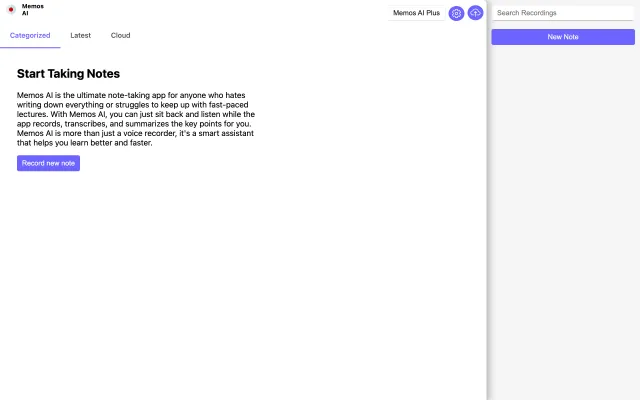 Memos
AI
Memos AI Plus
Search Recordings
New Note
Categorized
Latest
Cloud
Start Taking Notes
Memos AI is the ultimate note-taking app for anyone who hates
writing down everything or struggles to keep up with fast-paced
lectures. With Memos AI, you can just sit back and listen while the
app records, transcribes, and summarizes the key points for you.
Memos AI is more than just a voice recorder, it's a smart assistant
that helps you learn better and faster.
Record new note